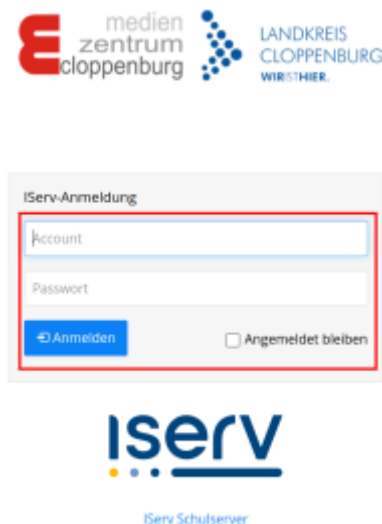 medien
zentrum
cloppenburg
LANDKREIS
CLOPPENBURG
WIRISTHIER.
IServ-Anmeldung
Account
Passwort
Anmelden
Angemeldet bleiben
ISerV
IServ Schulserver